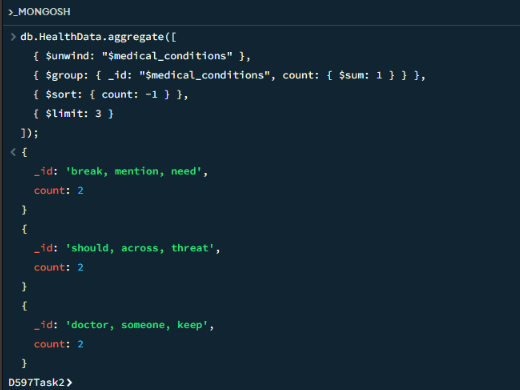 >_MONGOSH
> db.HealthData.aggregate([
{ $unwind: "$medical_conditions" },
{ $group: { _id: "$medical_conditions", count: { $sum: 1 } } },
{ $sort: { count: -1 } },
{ $limit: 3 }
]);
< {
_id: 'break, mention, need',
count: 2
}
{
_id: 'should, across, threat',
count: 2
}
{
_id: 'doctor, someone, keep',
count: 2
}
D597Task2>